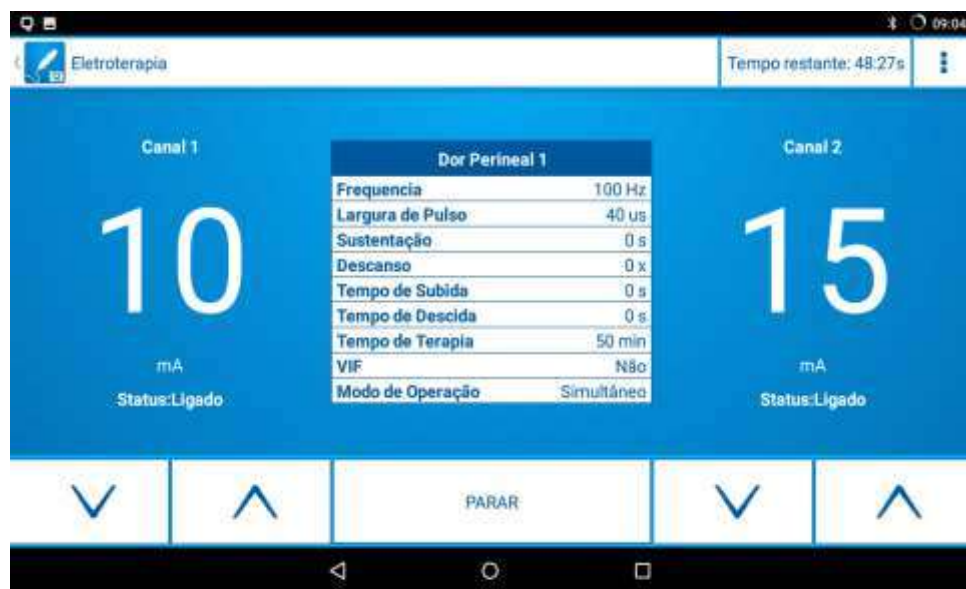 09:04
Eletroterapia
Tempo restante: 48:27s
Canal 1
10
mA
Status:Ligado
Dor Perineal 1
Frequencia 100 Hz
Largura de Pulso 40 us
Sustentação 0 s
Descanso 0 x
Tempo de Subida 0 s
Tempo de Descida 0 s
Tempo de Terapia 50 min
VIF Não
Modo de Operação Simultâneo
Canal 2
15
mA
Status:Ligado
PARAR